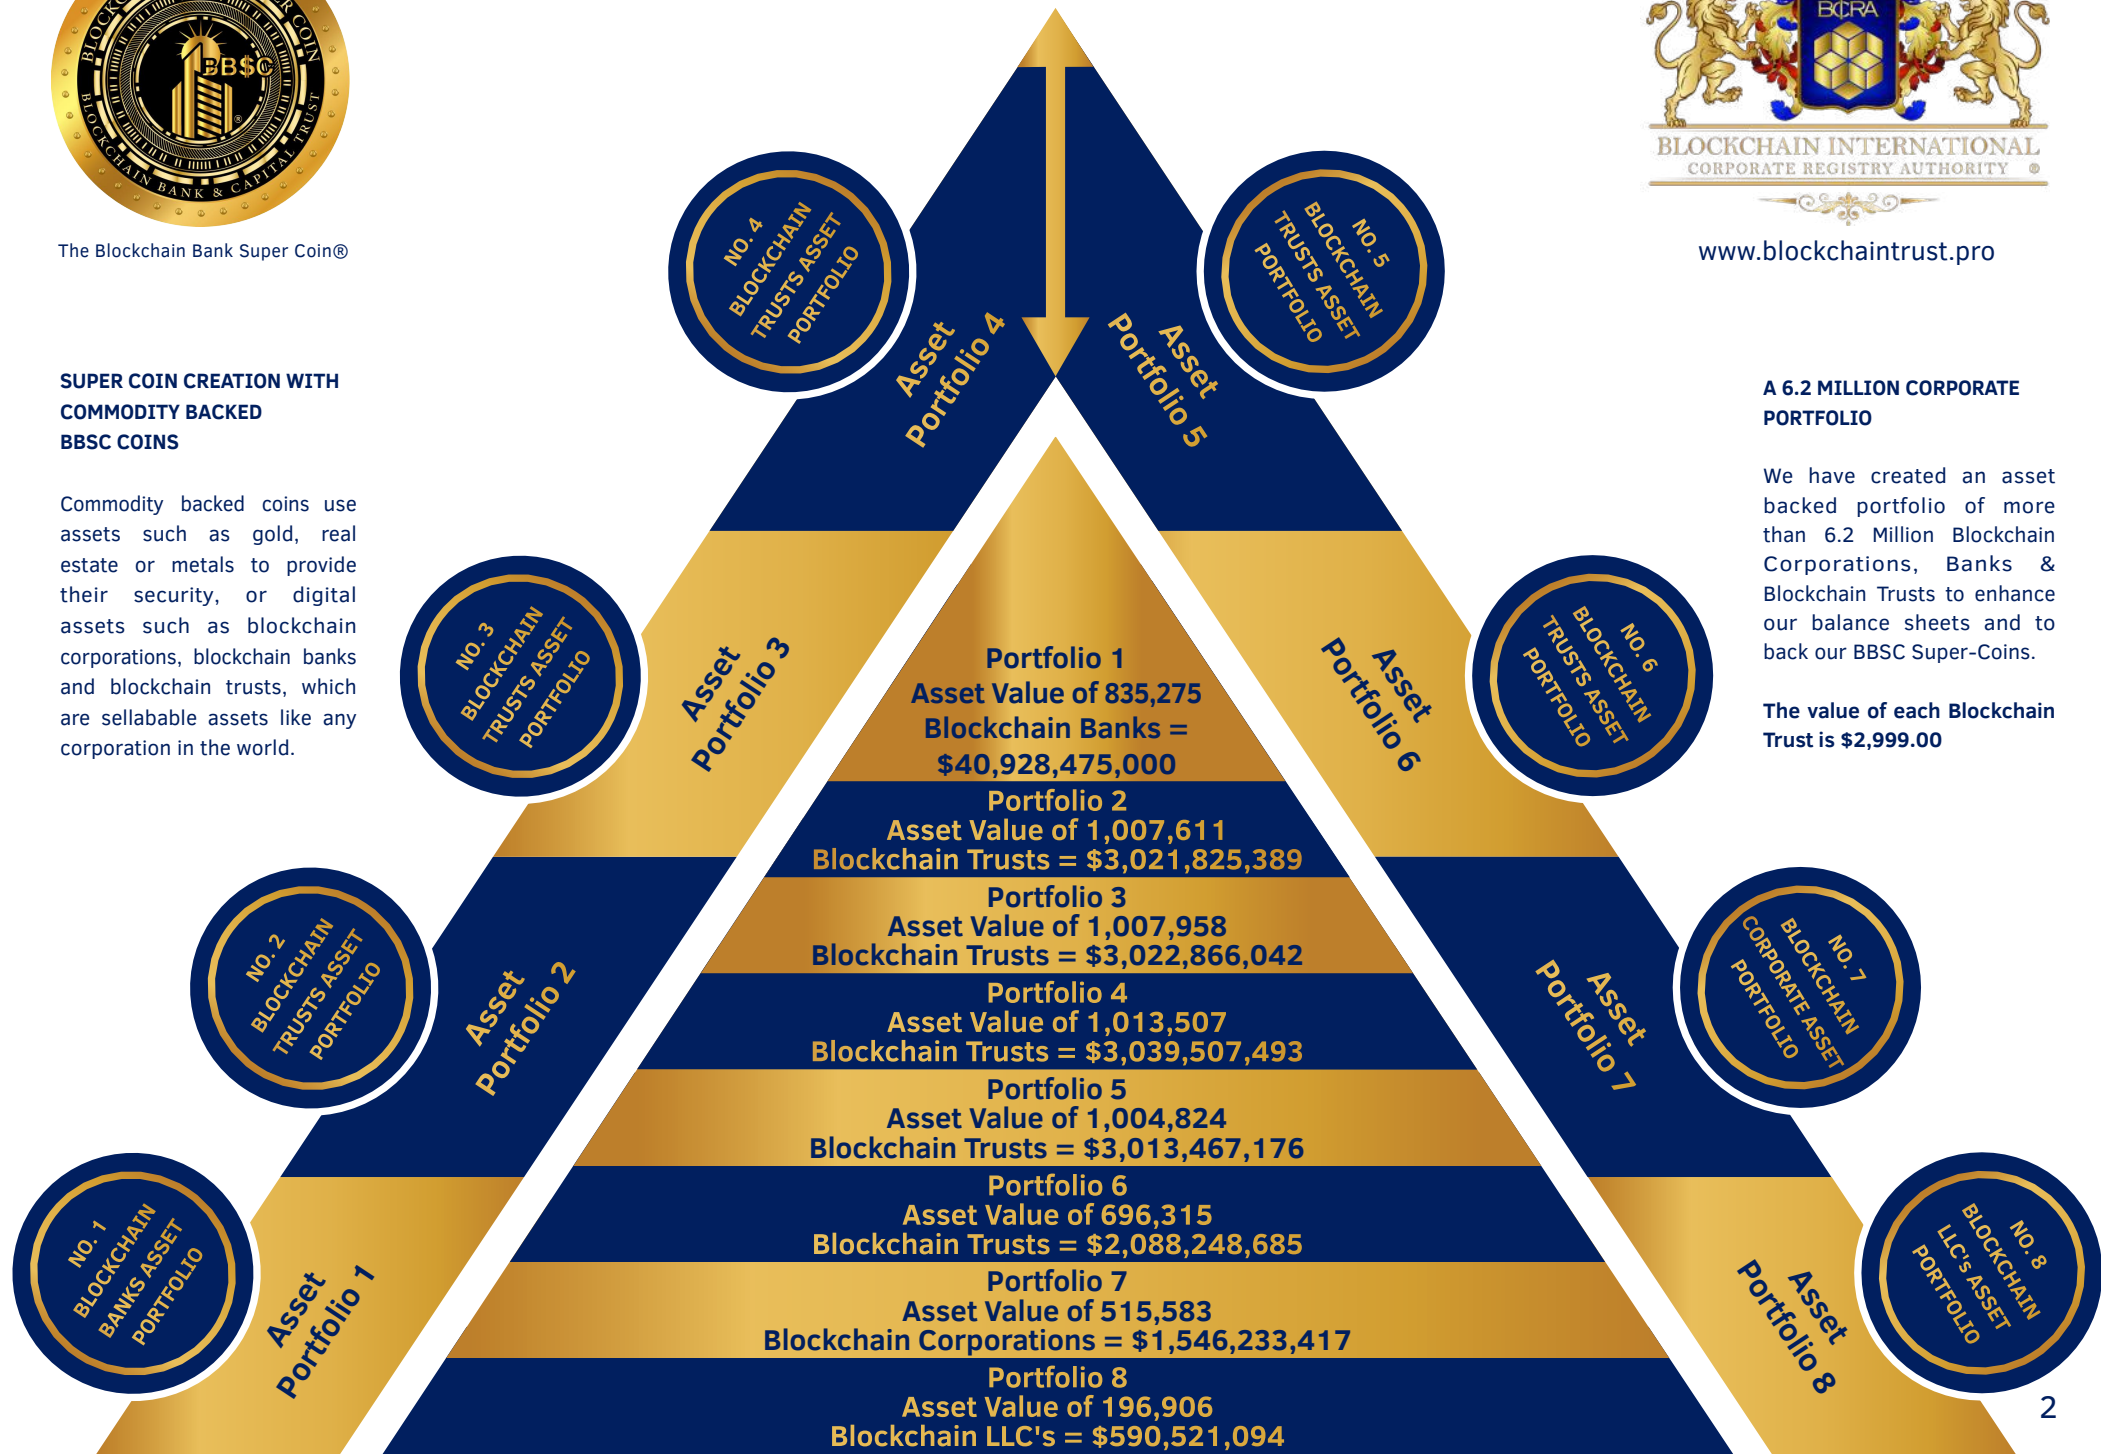 BLOCKCHAIN BANK & CAPITAL TRUST
BB$C
®
The Blockchain Bank Super Coin®
BCRA
BLOCKCHAIN INTERNATIONAL
CORPORATE REGISTRY AUTHORITY ®
www.blockchaintrust.pro
SUPER COIN CREATION WITH
COMMODITY BACKED
BBSC COINS
Commodity backed coins use
assets such as gold, real
estate or metals to provide
their security, or digital
assets such as blockchain
corporations, blockchain banks
and blockchain trusts, which
are sellabable assets like any
corporation in the world.
A 6.2 MILLION CORPORATE
PORTFOLIO
We have created an asset
backed portfolio of more
than 6.2 Million Blockchain
Corporations, Banks &
Blockchain Trusts to enhance
our balance sheets and to
back our BBSC Super-Coins.
The value of each Blockchain
Trust is $2,999.00
NO. 4
BLOCKCHAIN
TRUSTS ASSET
PORTFOLIO
Asset
Portfolio 4
NO. 5
BLOCKCHAIN
TRUSTS ASSET
PORTFOLIO
Asset
Portfolio 5
NO. 3
BLOCKCHAIN
TRUSTS ASSET
PORTFOLIO
Asset
Portfolio 3
NO. 6
BLOCKCHAIN
TRUSTS ASSET
PORTFOLIO
Asset
Portfolio 6
NO. 2
BLOCKCHAIN
TRUSTS ASSET
PORTFOLIO
Asset
Portfolio 2
NO. 7
BLOCKCHAIN
CORPORATE ASSET
PORTFOLIO
Asset
Portfolio 7
NO. 1
BLOCKCHAIN
BANKS ASSET
PORTFOLIO
Asset
Portfolio 1
NO. 8
BLOCKCHAIN
LLC's ASSET
PORTFOLIO
Asset
Portfolio 8
Portfolio 1
Asset Value of 835,275
Blockchain Banks =
$40,928,475,000
Portfolio 2
Asset Value of 1,007,611
Blockchain Trusts = $3,021,825,389
Portfolio 3
Asset Value of 1,007,958
Blockchain Trusts = $3,022,866,042
Portfolio 4
Asset Value of 1,013,507
Blockchain Trusts = $3,039,507,493
Portfolio 5
Asset Value of 1,004,824
Blockchain Trusts = $3,013,467,176
Portfolio 6
Asset Value of 696,315
Blockchain Trusts = $2,088,248,685
Portfolio 7
Asset Value of 515,583
Blockchain Corporations = $1,546,233,417
Portfolio 8
Asset Value of 196,906
Blockchain LLC's = $590,521,094
2